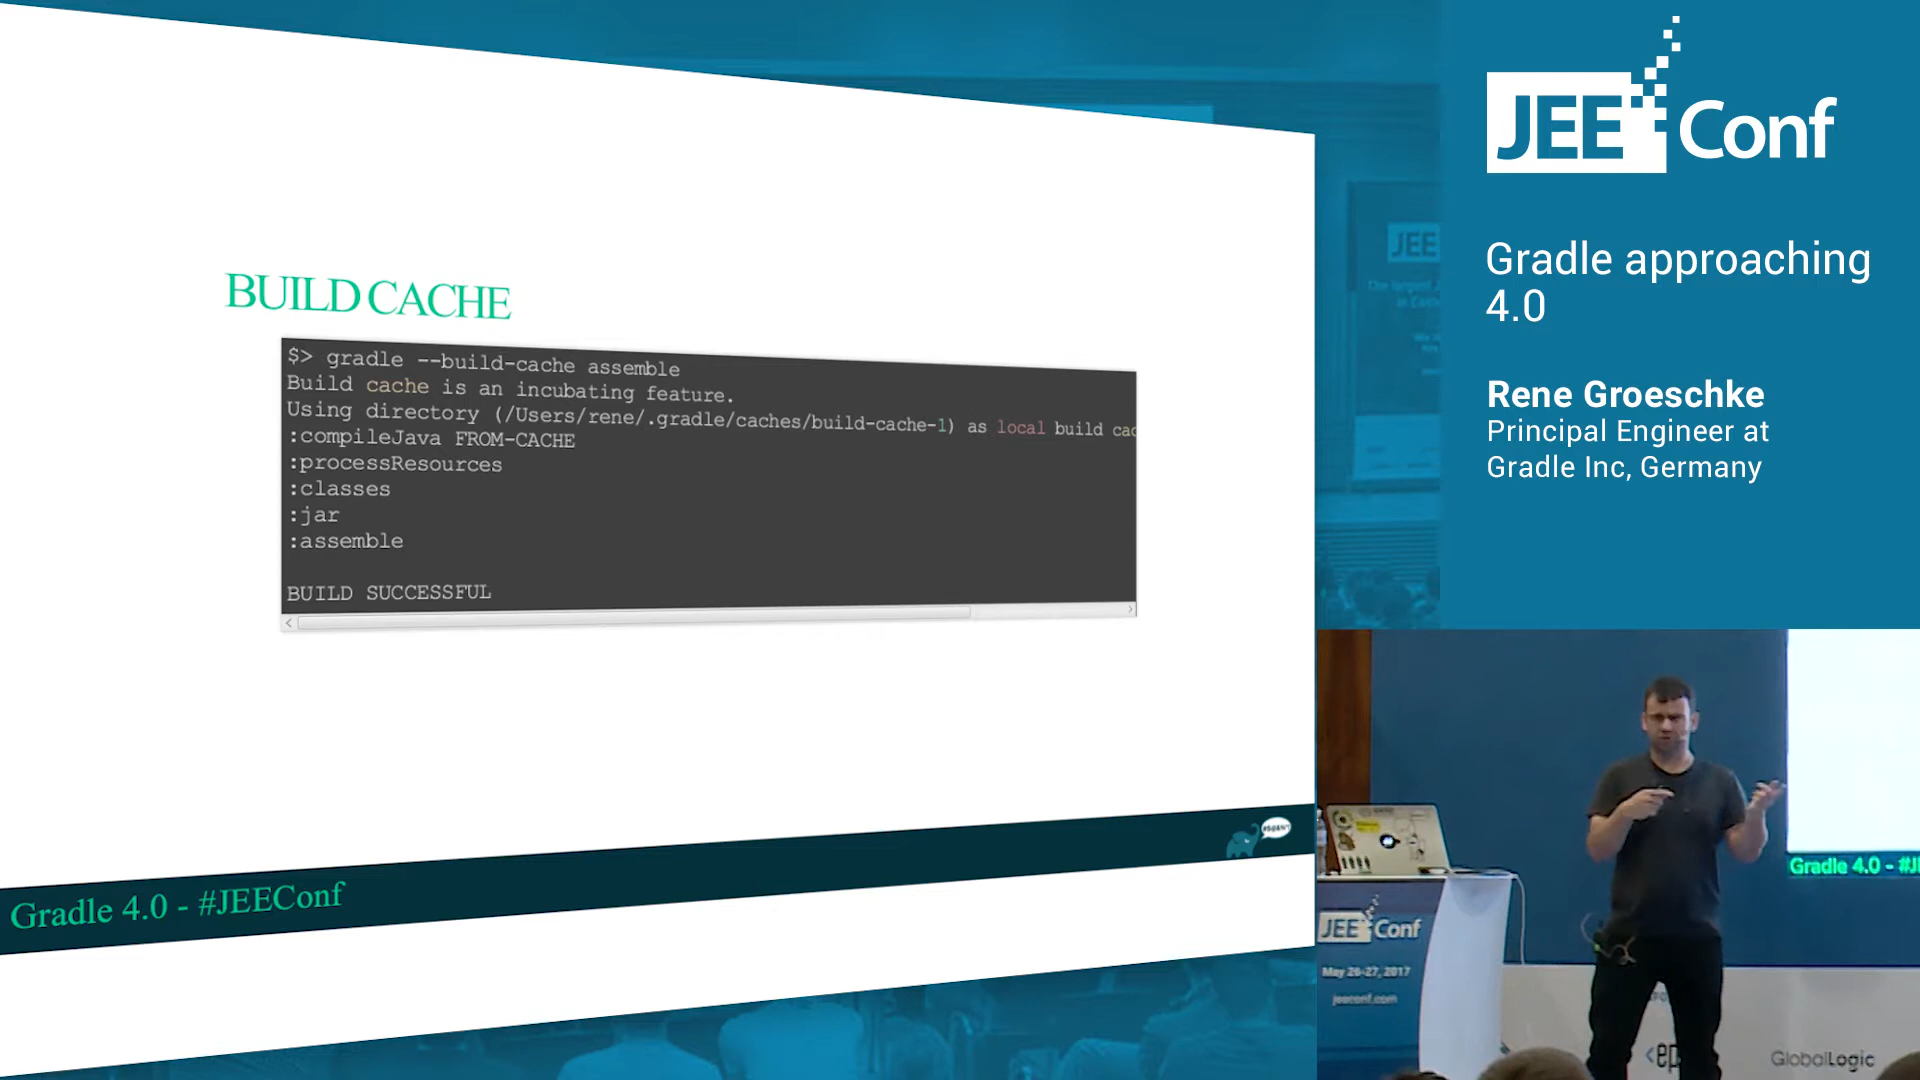 BUILD CACHE
$> gradle --build-cache assemble
Build cache is an incubating feature.
Using directory (/Users/rene/.gradle/caches/build-cache-1) as local build cac
:compileJava FROM-CACHE
:processResources
:classes
:jar
:assemble
BUILD SUCCESSFUL
Gradle 4.0 - #JEEConf
JEE Conf
Gradle approaching
4.0
Rene Groeschke
Principal Engineer at
Gradle Inc, Germany
JEE
Gradle 4.0 - #J
JEE Conf
May 26-27, 2017
jeeconf.com
<ep
GlobalLogic